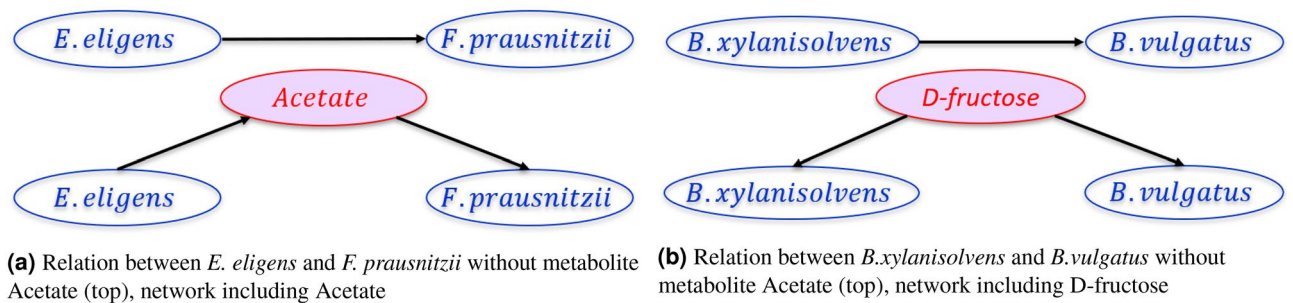 E.eligens
F.prausnitzii
Acetate
E.eligens
F.prausnitzii
(a) Relation between E. eligens and F. prausnitzii without metabolite
Acetate (top), network including Acetate
B.xylanisolvens
B.vulgatus
D-fructose
B.xylanisolvens
B.vulgatus
(b) Relation between B.xylanisolvens and B.vulgatus without
metabolite Acetate (top), network including D-fructose